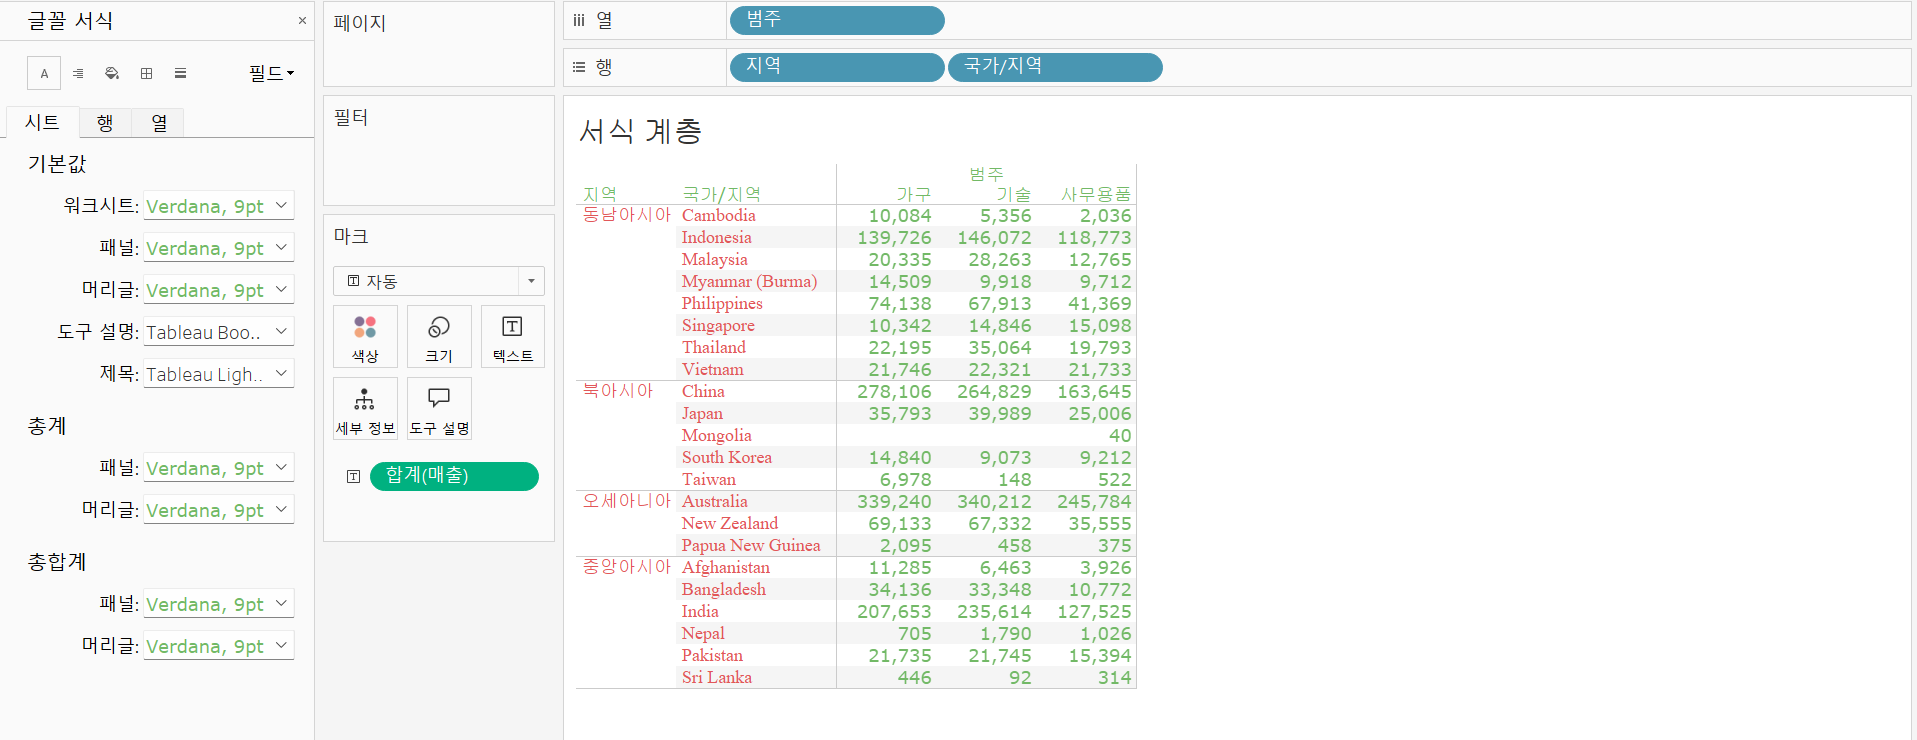 글꼴 서식 ×
A 필드
시트 행 열
기본값
워크시트: Verdana, 9pt
패널: Verdana, 9pt
머리글: Verdana, 9pt
도구 설명: Tableau Boo..
제목: Tableau Ligh..
총계
패널: Verdana, 9pt
머리글: Verdana, 9pt
총합계
패널: Verdana, 9pt
머리글: Verdana, 9pt
페이지
필터
마크
T 자동
색상 크기 텍스트
세부 정보 도구 설명
T 합계(매출)
열 범주
행 지역 국가/지역
서식 계층
범주
지역 국가/지역 가구 기술 사무용품
동남아시아 Cambodia 10,084 5,356 2,036
Indonesia 139,726 146,072 118,773
Malaysia 20,335 28,263 12,765
Myanmar (Burma) 14,509 9,918 9,712
Philippines 74,138 67,913 41,369
Singapore 10,342 14,846 15,098
Thailand 22,195 35,064 19,793
Vietnam 21,746 22,321 21,733
북아시아 China 278,106 264,829 163,645
Japan 35,793 39,989 25,006
Mongolia 40
South Korea 14,840 9,073 9,212
Taiwan 6,978 148 522
오세아니아 Australia 339,240 340,212 245,784
New Zealand 69,133 67,332 35,555
Papua New Guinea 2,095 458 375
중앙아시아 Afghanistan 11,285 6,463 3,926
Bangladesh 34,136 33,348 10,772
India 207,653 235,614 127,525
Nepal 705 1,790 1,026
Pakistan 21,735 21,745 15,394
Sri Lanka 446 92 314